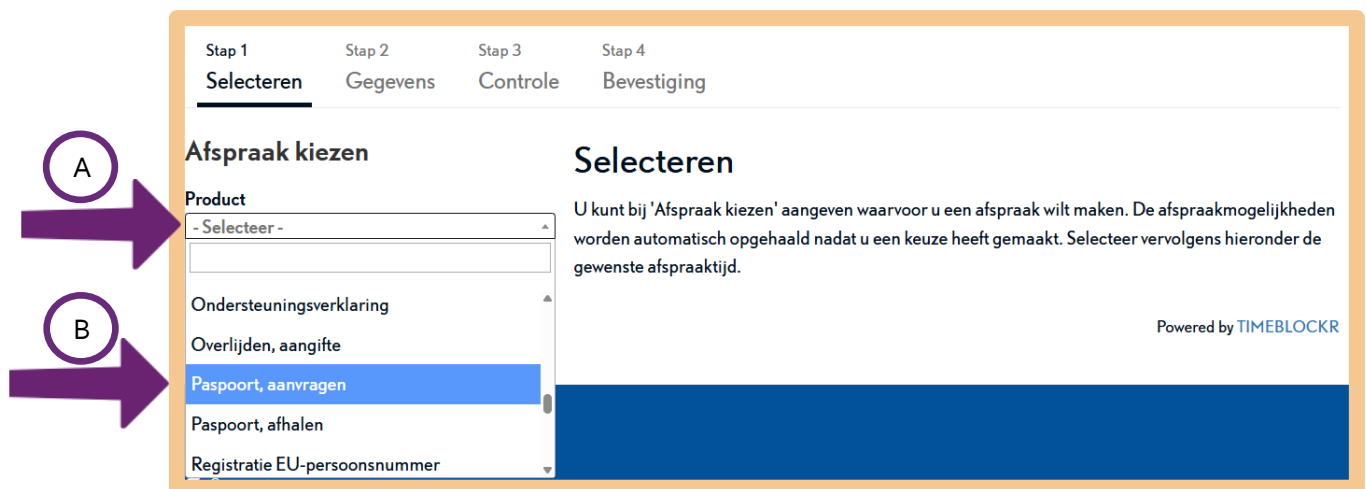 Stap 1
Selecteren
Stap 2
Gegevens
Stap 3
Controle
Stap 4
Bevestiging
A
Afspraak kiezen
Product
- Selecteer -
B
Ondersteuningsverklaring
Overlijden, aangifte
Paspoort, aanvragen
Paspoort, afhalen
Registratie EU-persoonsnummer
Selecteren
U kunt bij 'Afspraak kiezen' aangeven waarvoor u een afspraak wilt maken. De afspraakmogelijkheden
worden automatisch opgehaald nadat u een keuze heeft gemaakt. Selecteer vervolgens hieronder de
gewenste afspraaktijd.
Powered by TIMEBLOCKR